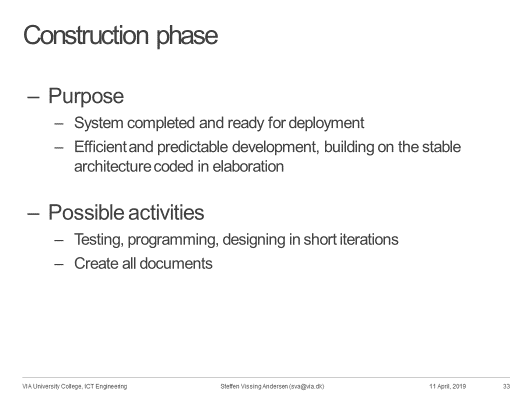 Construction phase
– Purpose
– System completed and ready for deployment
– Efficient and predictable development, building on the stable
architecture coded in elaboration
– Possible activities
– Testing, programming, designing in short iterations
– Create all documents
VIA University College, ICT Engineering
Steffen Vissing Andersen (sva@via.dk)
11 April, 2019
33